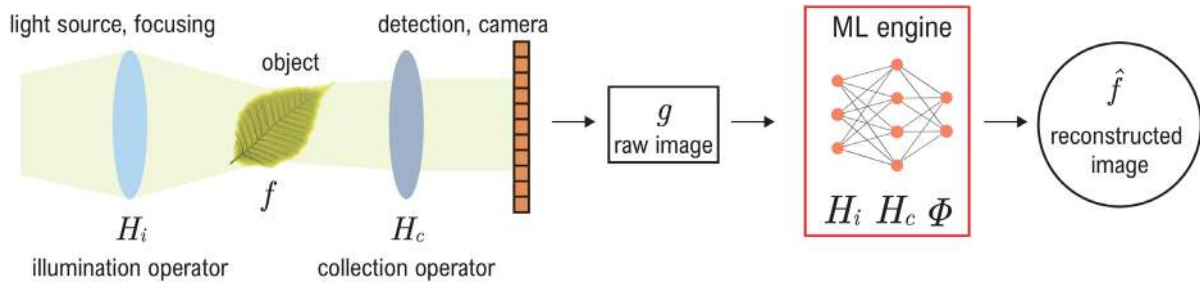 light source, focusing
object
detection, camera
f
H_i
illumination operator
H_c
collection operator
g
raw image
ML engine
H_i H_c Φ
f̂
reconstructed
image